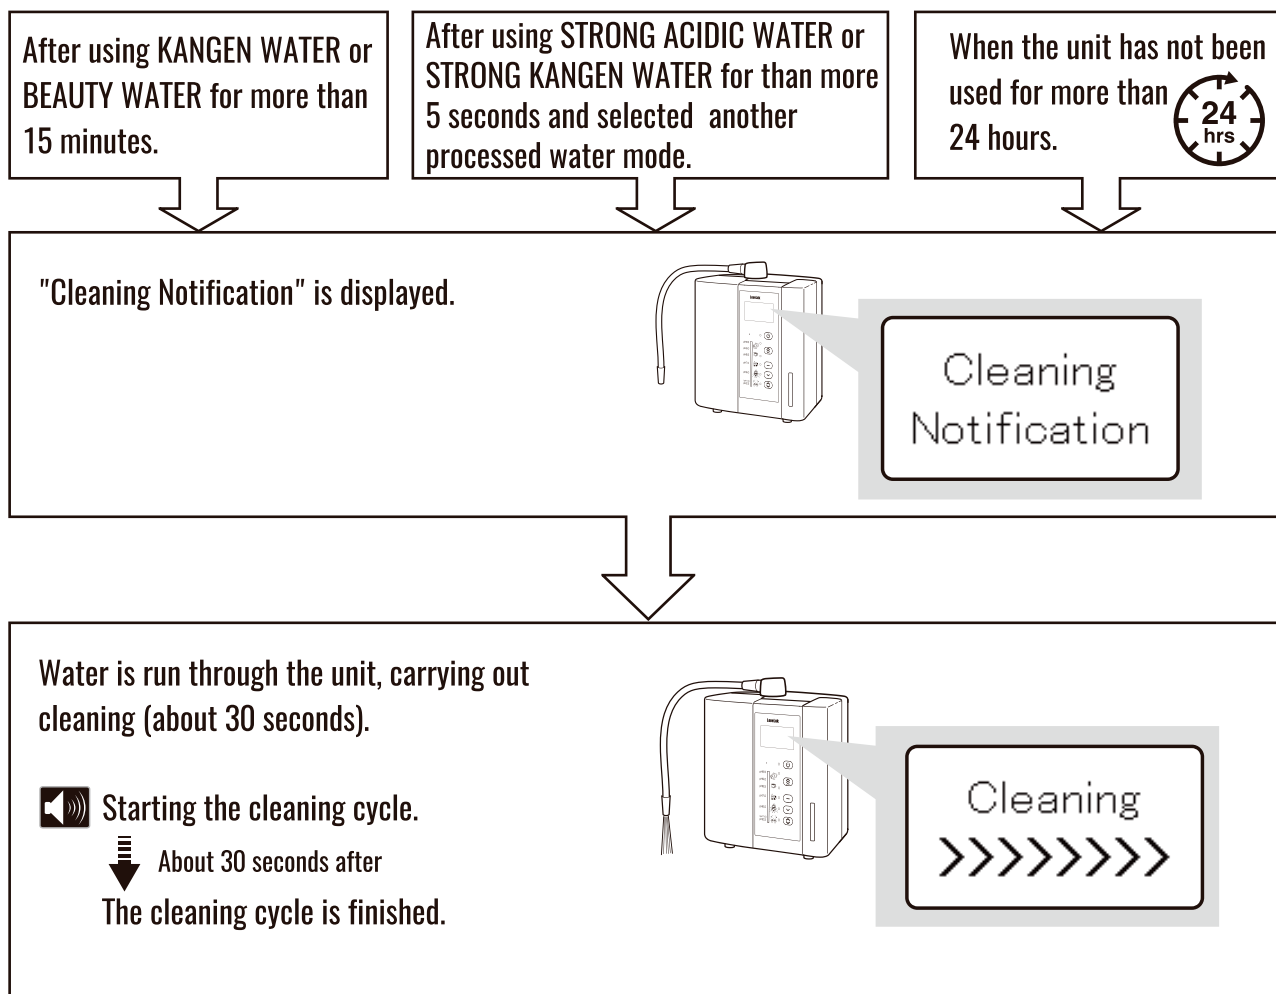 After using KANGEN WATER or
BEAUTY WATER for more than
15 minutes.
After using STRONG ACIDIC WATER or
STRONG KANGEN WATER for than more
5 seconds and selected another
processed water mode.
When the unit has not been
used for more than
24 hours.
24
hrs
"Cleaning Notification" is displayed.
Cleaning
Notification
Water is run through the unit, carrying out
cleaning (about 30 seconds).
Starting the cleaning cycle.
About 30 seconds after
The cleaning cycle is finished.
Cleaning